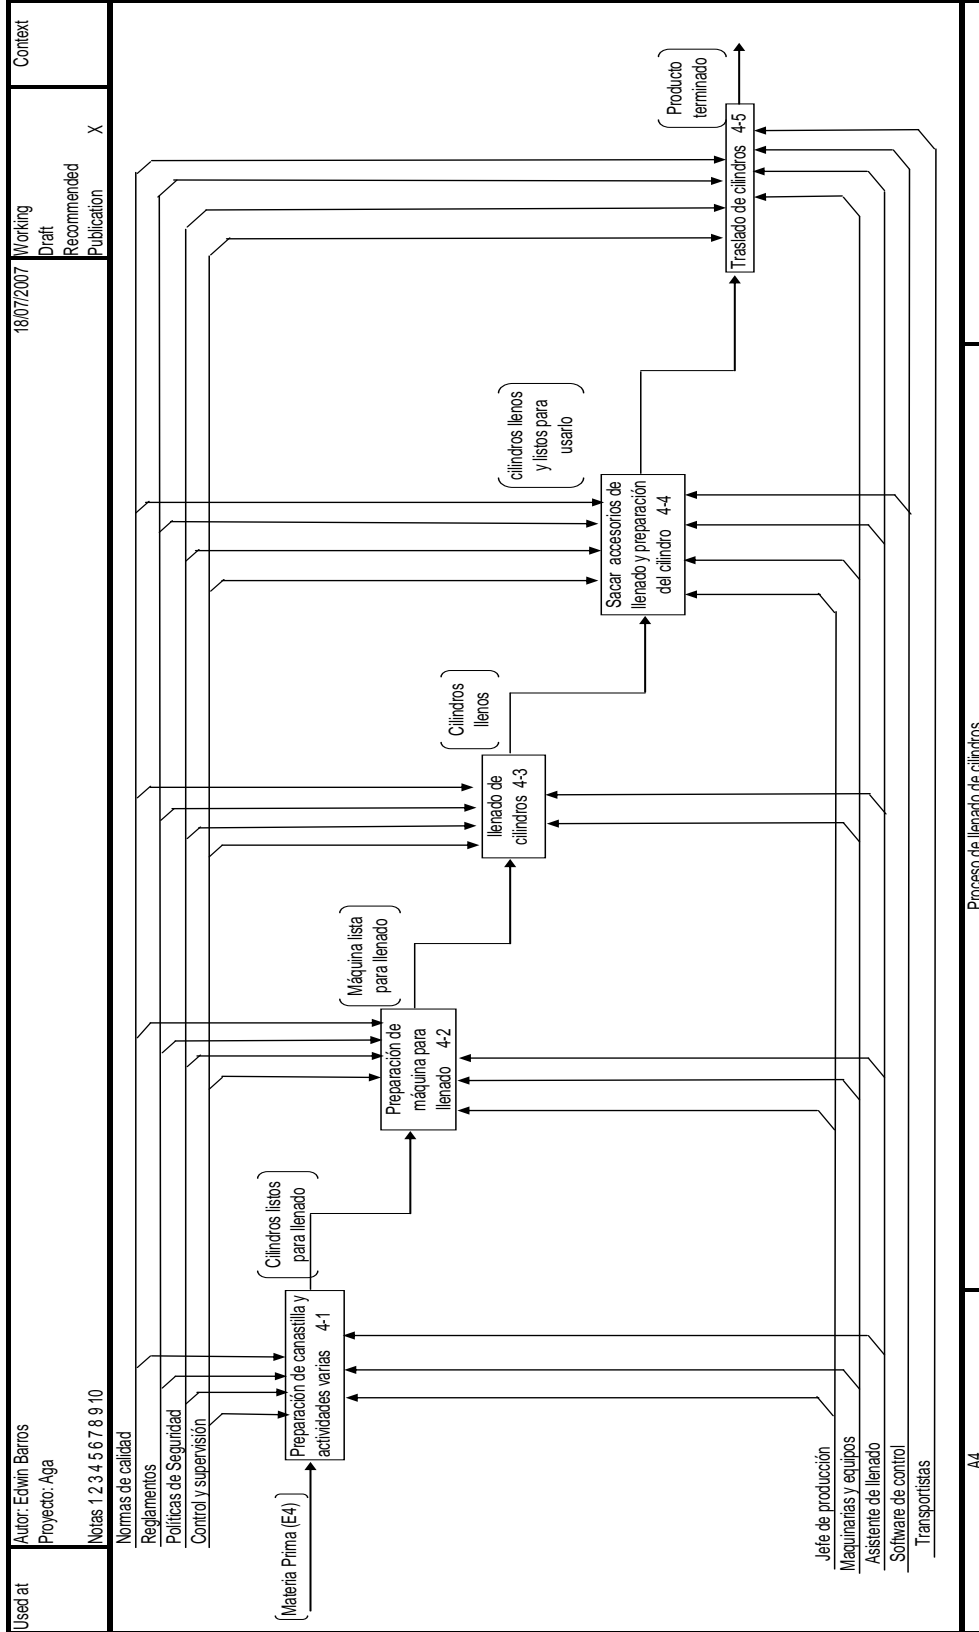 Used at
Autor: Edwin Barros
Proyecto: Aga
Notas 1 2 3 4 5 6 7 8 9 10
18/07/2007
Working
Draft
Recommended
Publication X
Context
Normas de calidad
Reglamentos
Políticas de Seguridad
Control y supervisión
Materia Prima (E4)
Preparación de canastilla y
actividades varias 4-1
Cilindros listos
para llenado
Preparación de
máquina para
llenado 4-2
Máquina lista
para llenado
llenado de
cilindros 4-3
Cilindros
llenos
Sacar accesorios de
llenado y preparación
del cilindro 4-4
cilindros llenos
y listos para
usarlo
Traslado de cilindros 4-5
Producto
terminado
Jefe de producción
Maquinarias y equipos
Asistente de llenado
Software de control
Transportistas
A4
Proceso de llenado de cilindros